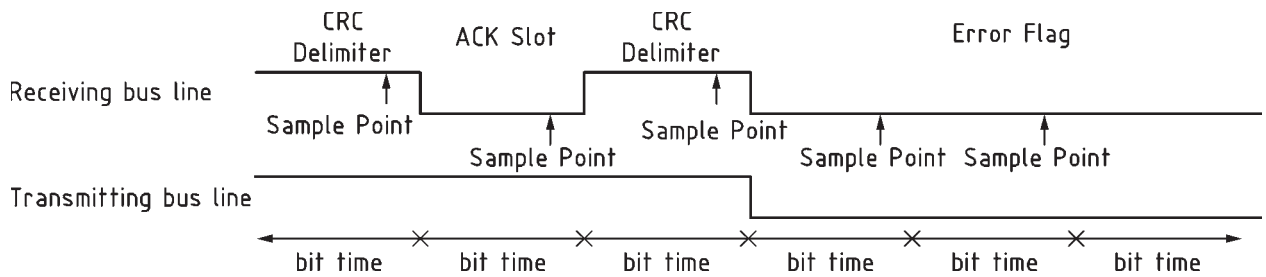 CRC
Delimiter
ACK Slot
CRC
Delimiter
Error Flag
Receiving bus line
Sample Point
Sample Point
Sample Point
Sample Point
Sample Point
Transmitting bus line
bit time
bit time
bit time
bit time
bit time
bit time